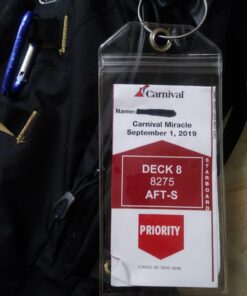 Carnival
Name:
Carnival Miracle
September 1, 2019
DECK 8
8275
AFT-S
STARBOARD
PRIORITY
STAPLE OR TAPE HERE